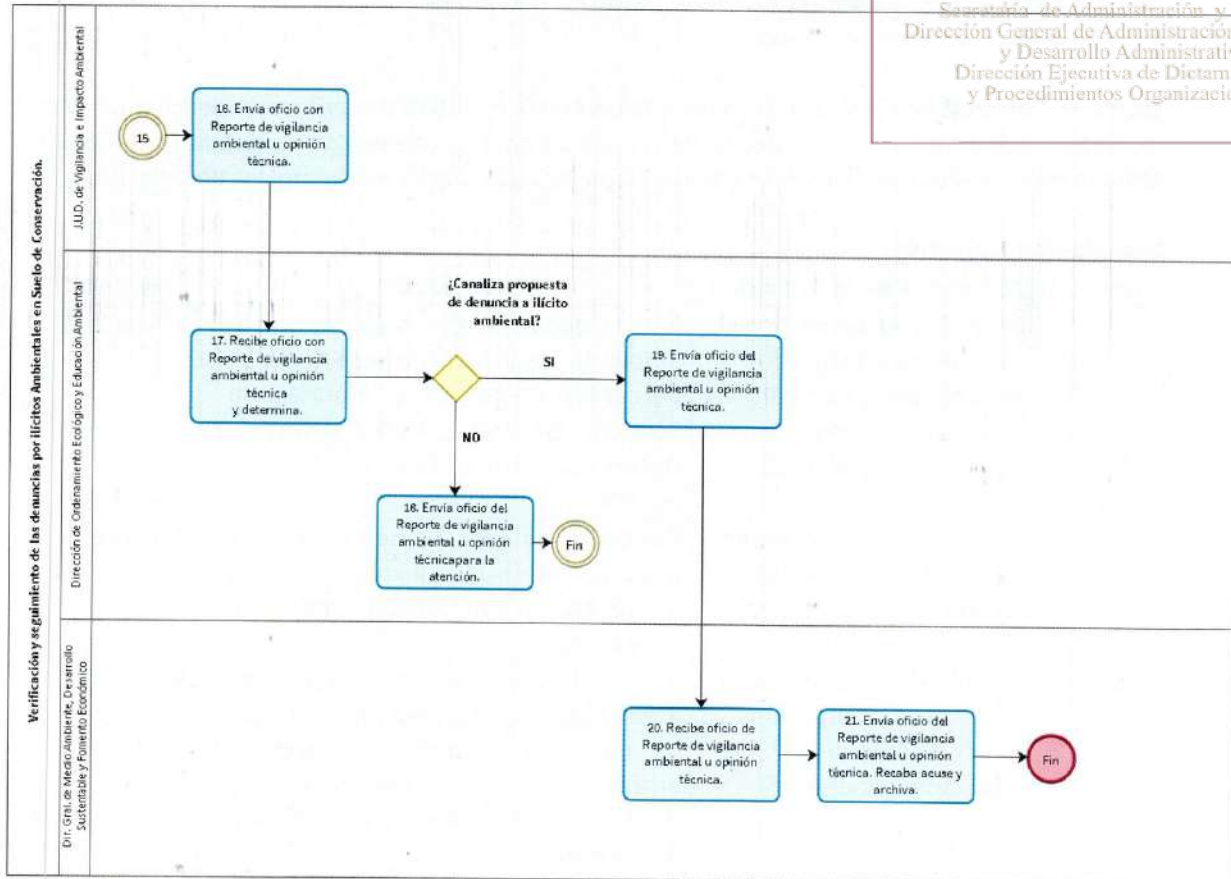 Secretaría de Administración y
Dirección General de Administración
y Desarrollo Administrativ
Dirección Ejecutiva de Dictam
y Procedimientos Organizacio
Verificación y seguimiento de las denuncias por ilícitos Ambientales en Suelo de Conservación.
J.U.D. de Vigilancia e Impacto Ambiental
15
16. Envía oficio con
Reporte de vigilancia
ambiental u opinión
técnica.
Dirección de Ordenamiento Ecológico y Educación Ambiental
17. Recibe oficio con
Reporte de vigilancia
ambiental u opinión
técnica
y determina.
¿Canaliza propuesta
de denuncia a ilícito
ambiental?
SI
NO
19. Envía oficio del
Reporte de vigilancia
ambiental u opinión
técnica.
18. Envía oficio del
Reporte de vigilancia
ambiental u opinión
técnicapara la
atención.
Fin
Dir. Gral. de Medio Ambiente, Desarrollo
Sustentable y Fomento Económico
20. Recibe oficio de
Reporte de vigilancia
ambiental u opinión
técnica.
21. Envía oficio del
Reporte de vigilancia
ambiental u opinión
técnica. Recaba acuse y
archiva.
Fin